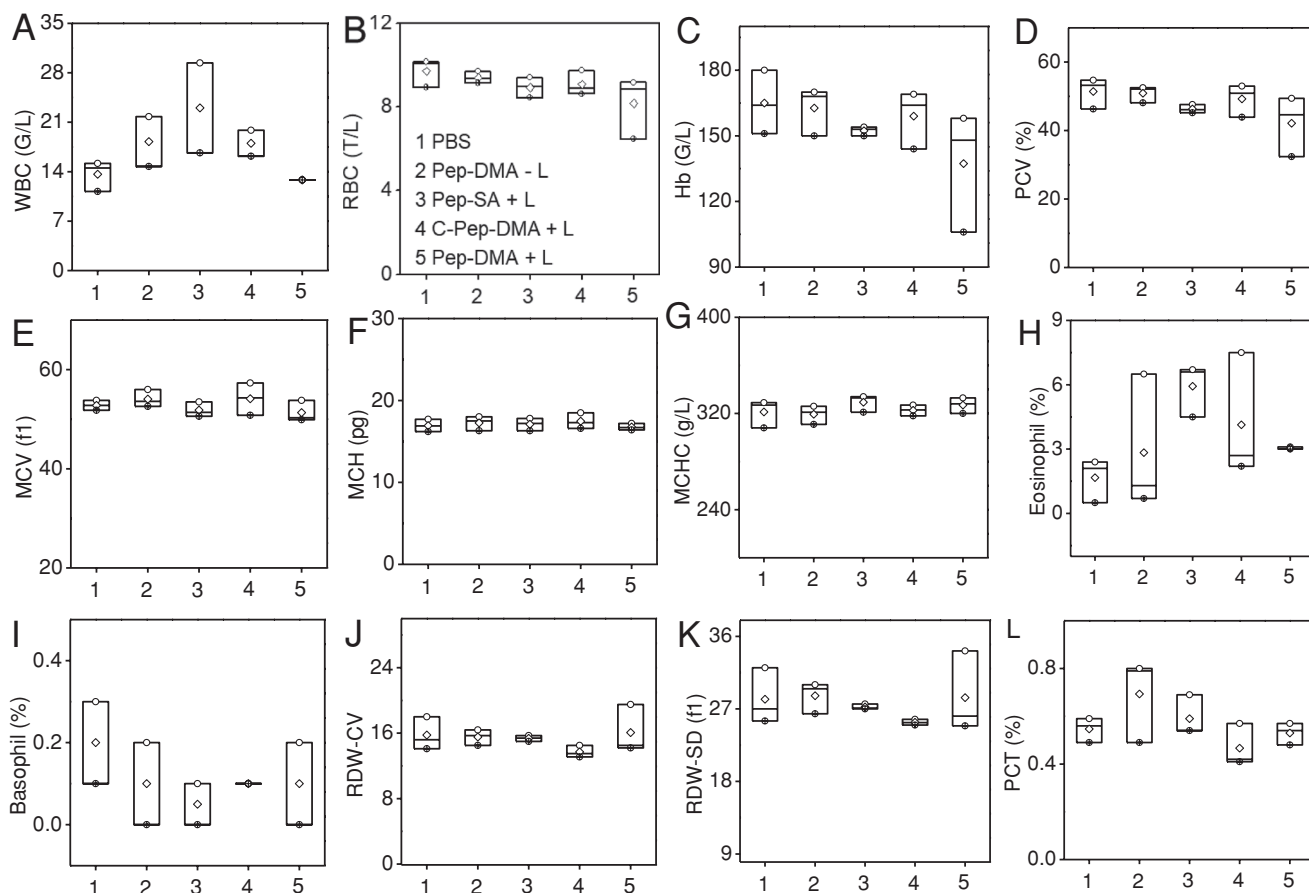 A
WBC (G/L)
35
28
21
14
7
0
1 2 3 4 5
B
RBC (T/L)
12
8
4
0
1 PBS
2 Pep-DMA - L
3 Pep-SA + L
4 C-Pep-DMA + L
5 Pep-DMA + L
1 2 3 4 5
C
Hb (G/L)
180
150
120
90
1 2 3 4 5
D
PCV (%)
60
40
20
0
1 2 3 4 5
E
MCV (f1)
60
40
20
1 2 3 4 5
F
MCH (pg)
30
15
0
1 2 3 4 5
G
MCHC (g/L)
400
320
240
1 2 3 4 5
H
Eosinophil (%)
9
6
3
0
1 2 3 4 5
I
Basophil (%)
0.4
0.2
0.0
1 2 3 4 5
J
RDW-CV
24
16
8
0
1 2 3 4 5
K
RDW-SD (f1)
36
27
18
9
1 2 3 4 5
L
PCT (%)
0.8
0.4
0.0
1 2 3 4 5